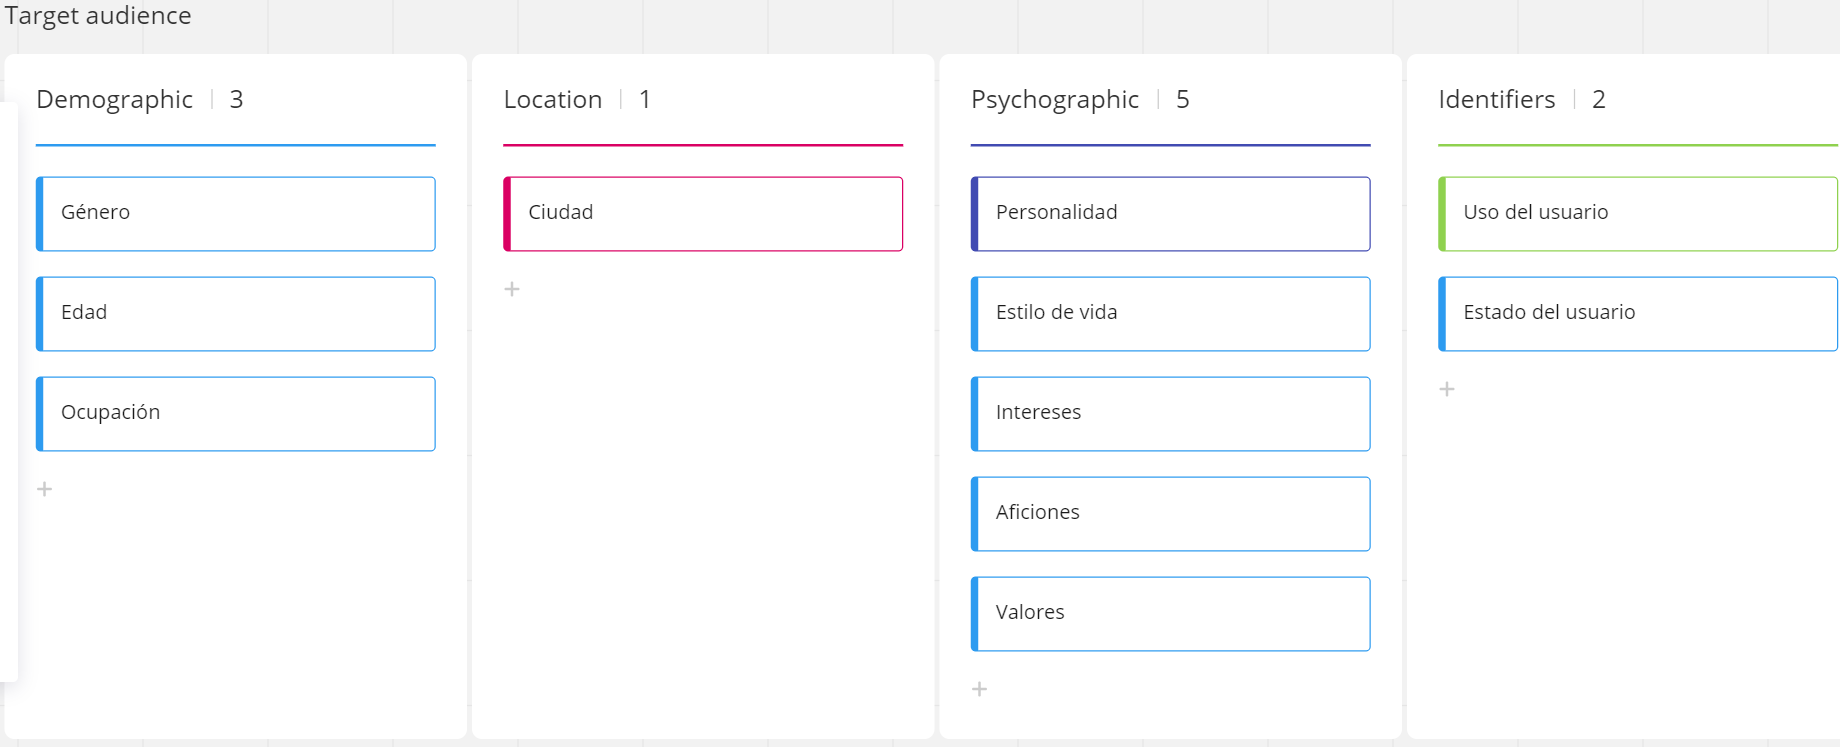 Target audience
Demographic | 3
Género
Edad
Ocupación
+
Location | 1
Ciudad
+
Psychographic | 5
Personalidad
Estilo de vida
Intereses
Aficiones
Valores
+
Identifiers | 2
Uso del usuario
Estado del usuario
+